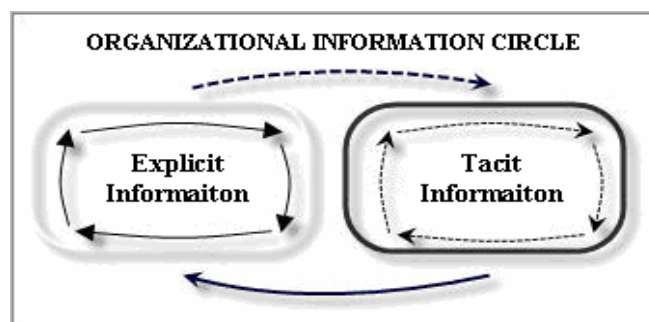 ORGANIZATIONAL INFORMATION CIRCLE
Explicit
Informaiton
Tacit
Informaiton